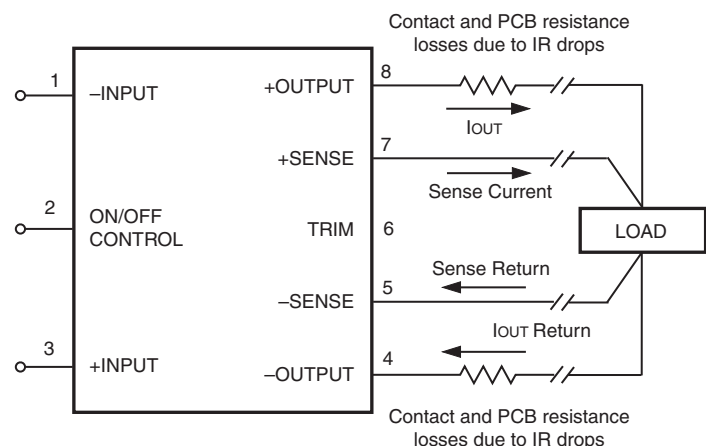 Contact and PCB resistance
losses due to IR drops
1
–INPUT
+OUTPUT
8
IOUT
+SENSE
7
Sense Current
2
ON/OFF
CONTROL
TRIM
6
LOAD
Sense Return
–SENSE
5
IOUT Return
3
+INPUT
–OUTPUT
4
Contact and PCB resistance
losses due to IR drops